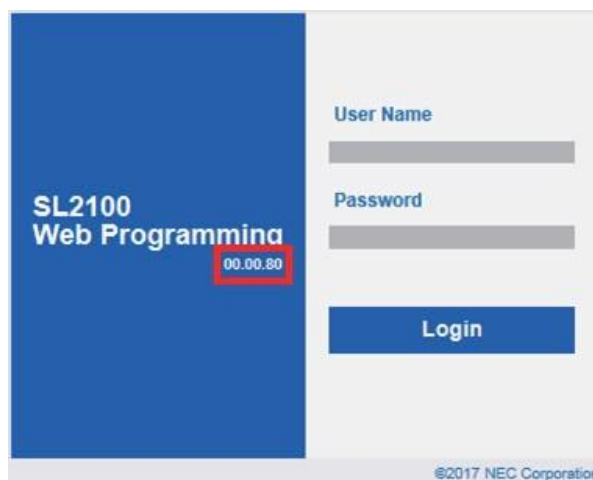 SL2100
Web Programming
00.00.80
User Name
Password
Login
©2017 NEC Corporation